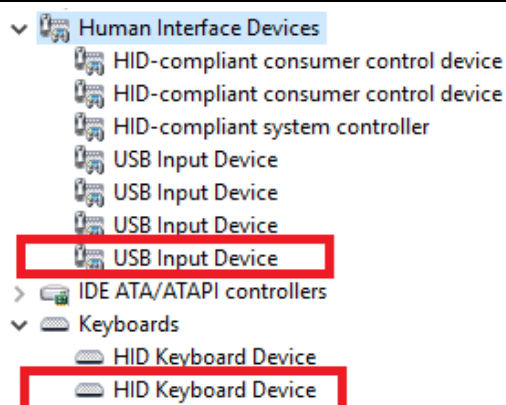 Human Interface Devices
HID-compliant consumer control device
HID-compliant consumer control device
HID-compliant system controller
USB Input Device
USB Input Device
USB Input Device
USB Input Device
IDE ATA/ATAPI controllers
Keyboards
HID Keyboard Device
HID Keyboard Device